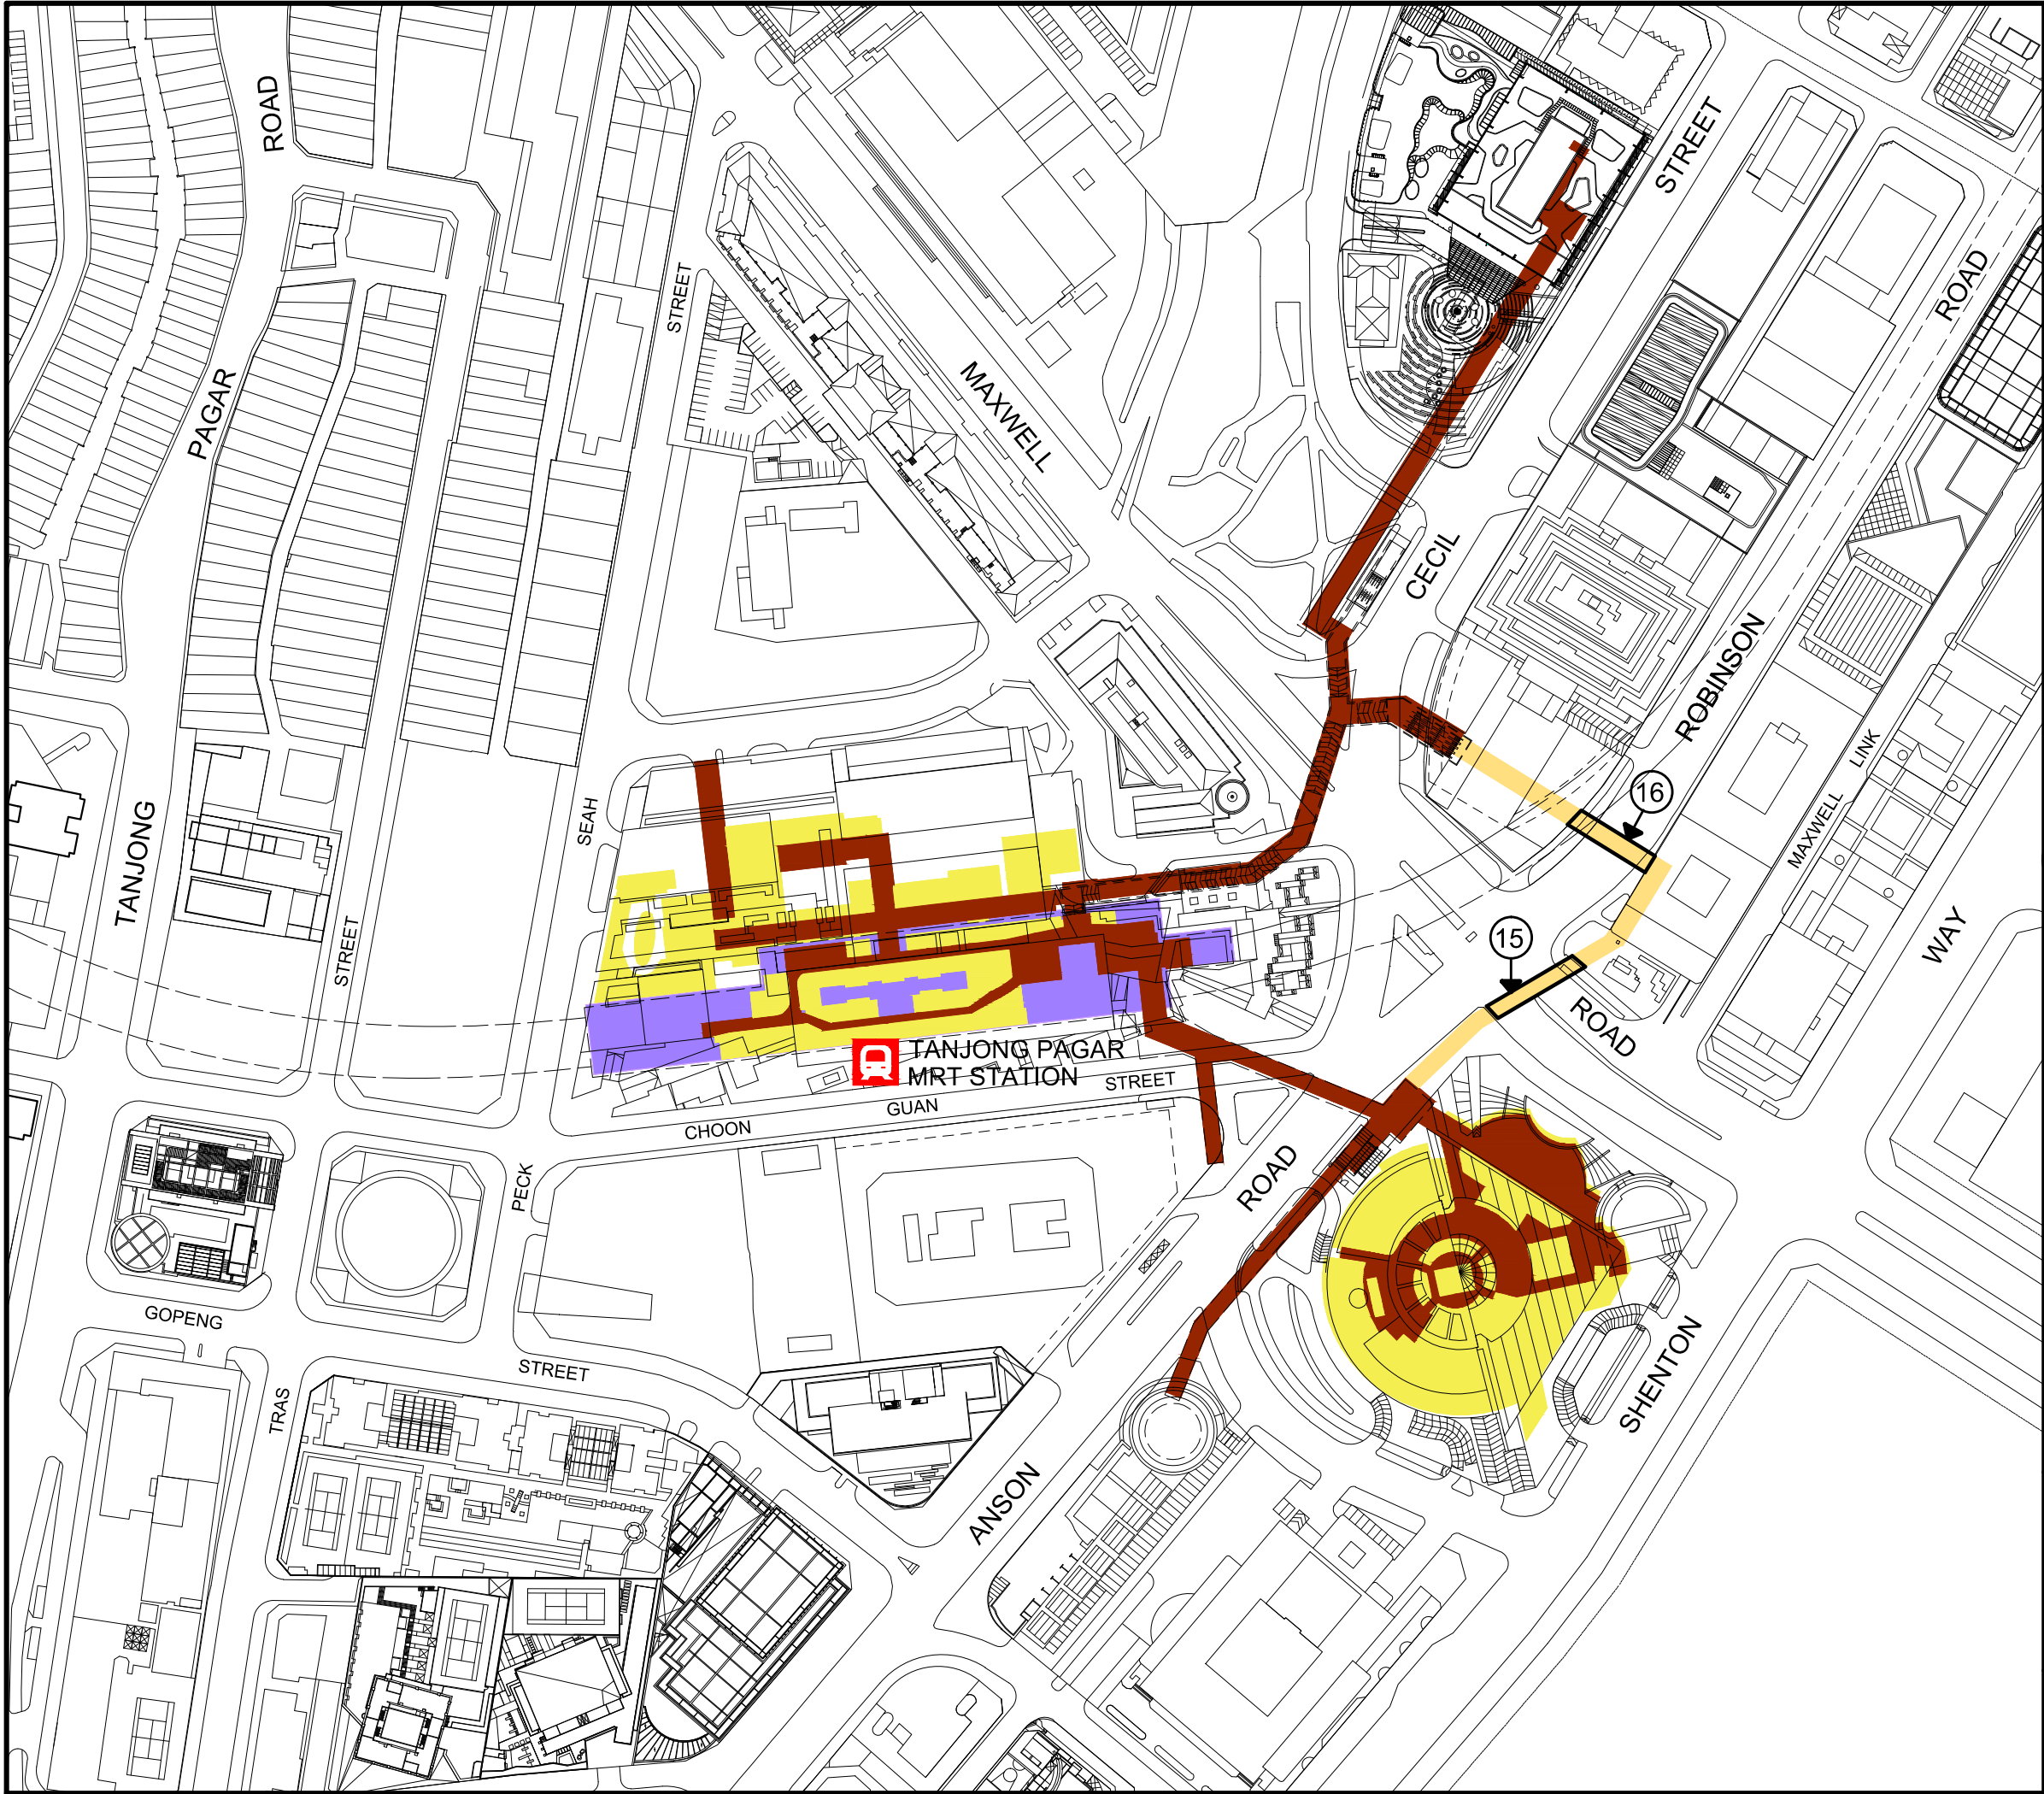 ROAD
PAGAR
TANJONG
STREET
MAXWELL
STREET
CECIL
ROAD
ROBINSON
LINK
MAXWELL
16
15
ROAD
WAY
SHENTON
SEAH
STREET
PECK
TANJONG PAGAR
MRT STATION
STREET
GUAN
CHOON
ROAD
ANSON
GOPENG
STREET
TRAS